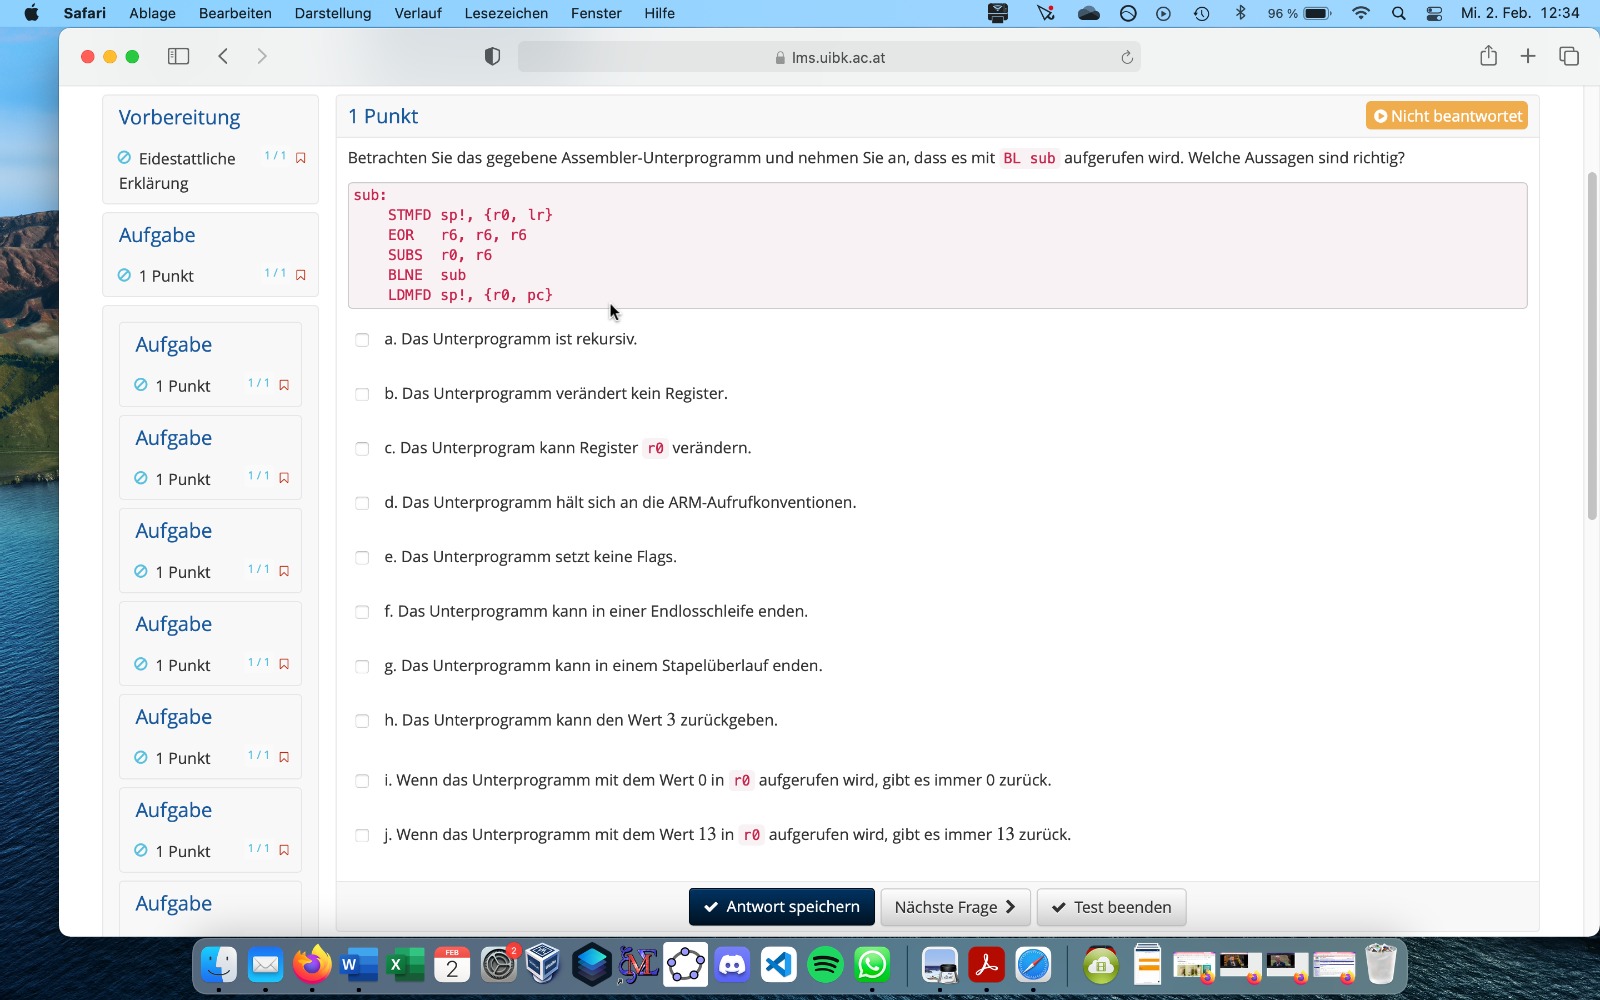 Safari Ablage Bearbeiten Darstellung Verlauf Lesezeichen Fenster Hilfe 96 % Mi. 2. Feb. 12:34
lms.uibk.ac.at
Vorbereitung
Eidestattliche Erklärung 1 / 1
Aufgabe
1 Punkt 1 / 1
Aufgabe
1 Punkt 1 / 1
Aufgabe
1 Punkt 1 / 1
Aufgabe
1 Punkt 1 / 1
Aufgabe
1 Punkt 1 / 1
Aufgabe
1 Punkt 1 / 1
Aufgabe
1 Punkt 1 / 1
Aufgabe
1 Punkt Nicht beantwortet
Betrachten Sie das gegebene Assembler-Unterprogramm und nehmen Sie an, dass es mit BL sub aufgerufen wird. Welche Aussagen sind richtig?
sub:
STMFD sp!, {r0, lr}
EOR r6, r6, r6
SUBS r0, r6
BLNE sub
LDMFD sp!, {r0, pc}
a. Das Unterprogramm ist rekursiv.
b. Das Unterprogramm verändert kein Register.
c. Das Unterprogram kann Register r0 verändern.
d. Das Unterprogramm hält sich an die ARM-Aufrufkonventionen.
e. Das Unterprogramm setzt keine Flags.
f. Das Unterprogramm kann in einer Endlosschleife enden.
g. Das Unterprogramm kann in einem Stapelüberlauf enden.
h. Das Unterprogramm kann den Wert 3 zurückgeben.
i. Wenn das Unterprogramm mit dem Wert 0 in r0 aufgerufen wird, gibt es immer 0 zurück.
j. Wenn das Unterprogramm mit dem Wert 13 in r0 aufgerufen wird, gibt es immer 13 zurück.
Antwort speichern Nächste Frage Test beenden
FEB
2
2
W
X